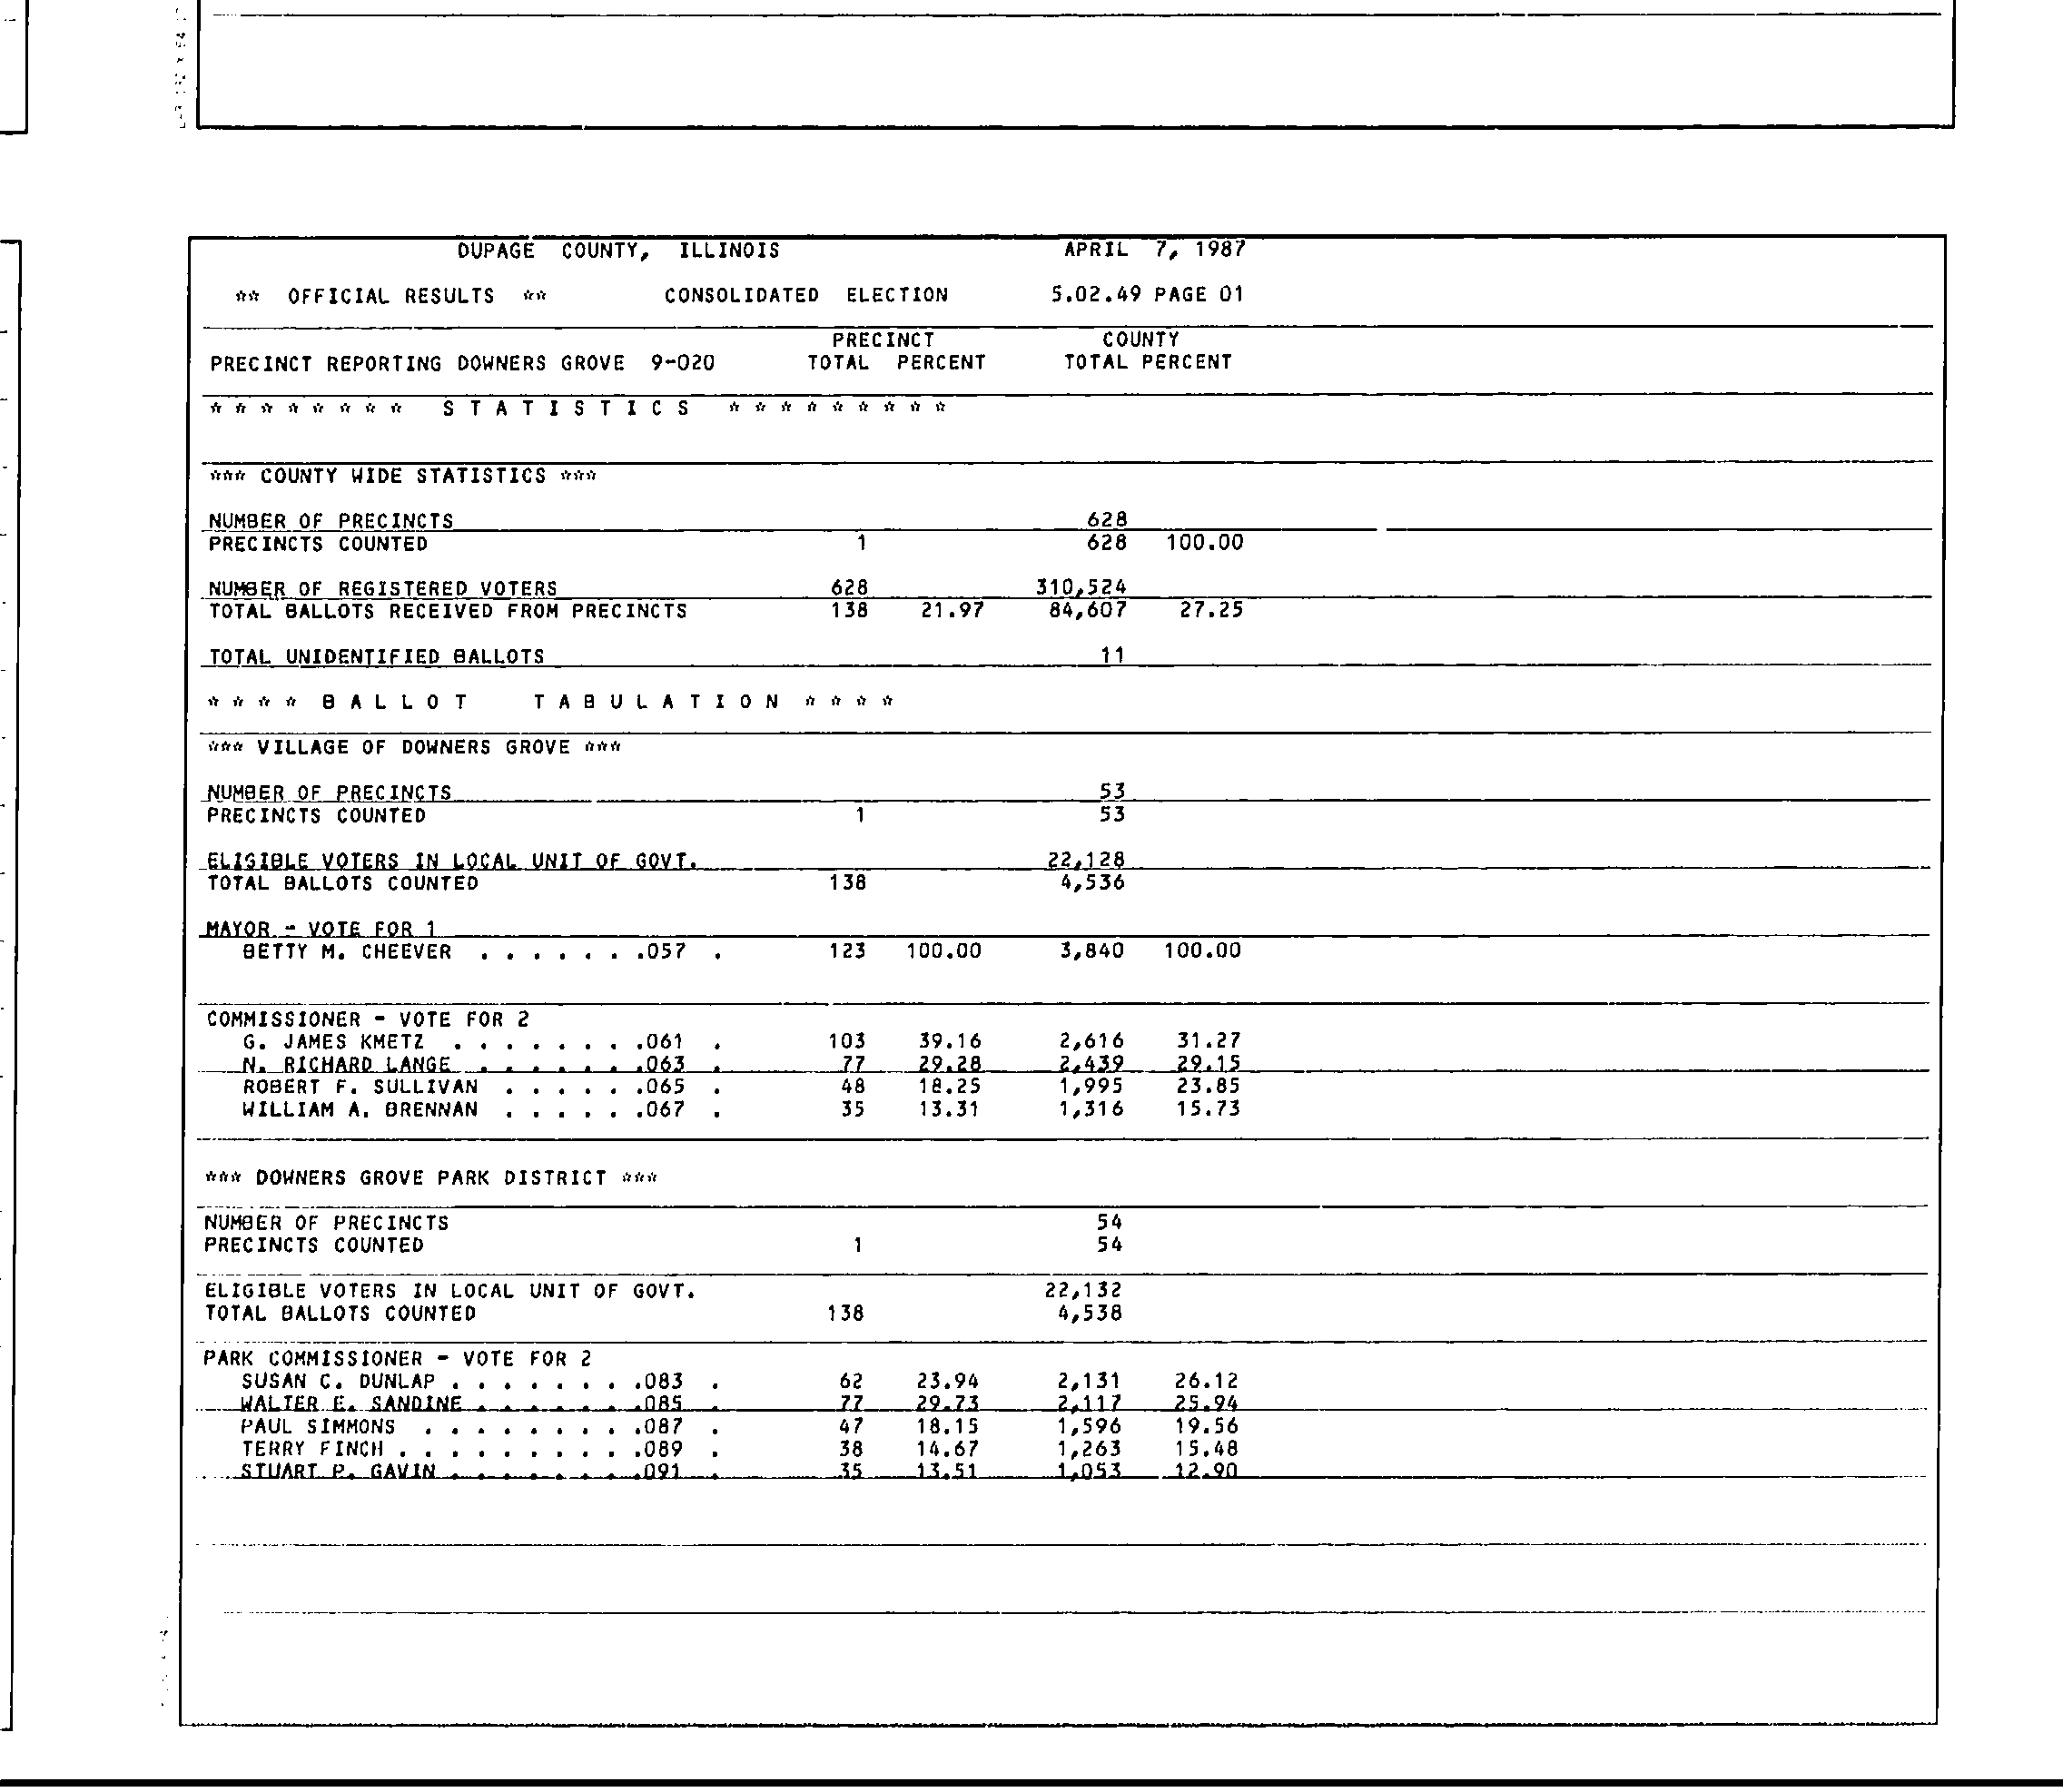 DUPAGE COUNTY, ILLINOIS APRIL 7, 1987
** OFFICIAL RESULTS ** CONSOLIDATED ELECTION 5.02.49 PAGE 01
PRECINCT COUNTY
PRECINCT REPORTING DOWNERS GROVE 9-020 TOTAL PERCENT TOTAL PERCENT
* * * * * * * * S T A T I S T I C S * * * * * * * * *
*** COUNTY WIDE STATISTICS ***
NUMBER OF PRECINCTS 628
PRECINCTS COUNTED 1 628 100.00
NUMBER OF REGISTERED VOTERS 628 310,524
TOTAL BALLOTS RECEIVED FROM PRECINCTS 138 21.97 84,607 27.25
TOTAL UNIDENTIFIED BALLOTS 11
* * * * B A L L O T T A B U L A T I O N * * * *
*** VILLAGE OF DOWNERS GROVE ***
NUMBER OF PRECINCTS 53
PRECINCTS COUNTED 1 53
ELIGIBLE VOTERS IN LOCAL UNIT OF GOVT. 22,128
TOTAL BALLOTS COUNTED 138 4,536
MAYOR - VOTE FOR 1
BETTY M. CHEEVER . . . . . . .057 . 123 100.00 3,840 100.00
COMMISSIONER - VOTE FOR 2
G. JAMES KMETZ . . . . . . . .061 . 103 39.16 2,616 31.27
N. RICHARD LANGE . . . . . . .063 . 77 29.28 2,439 29.15
ROBERT F. SULLIVAN . . . . . .065 . 48 18.25 1,995 23.85
WILLIAM A. BRENNAN . . . . . .067 . 35 13.31 1,316 15.73
*** DOWNERS GROVE PARK DISTRICT ***
NUMBER OF PRECINCTS 54
PRECINCTS COUNTED 1 54
ELIGIBLE VOTERS IN LOCAL UNIT OF GOVT. 22,132
TOTAL BALLOTS COUNTED 138 4,538
PARK COMMISSIONER - VOTE FOR 2
SUSAN C. DUNLAP . . . . . . . .083 . 62 23.94 2,131 26.12
WALTER E. SANDINE . . . . . . .085 . 77 29.73 2,117 25.94
PAUL SIMMONS . . . . . . . . .087 . 47 18.15 1,596 19.56
TERRY FINCH . . . . . . . . . .089 . 38 14.67 1,263 15.48
STUART P. GAVIN . . . . . . . .091 . 35 13.51 1,053 12.90